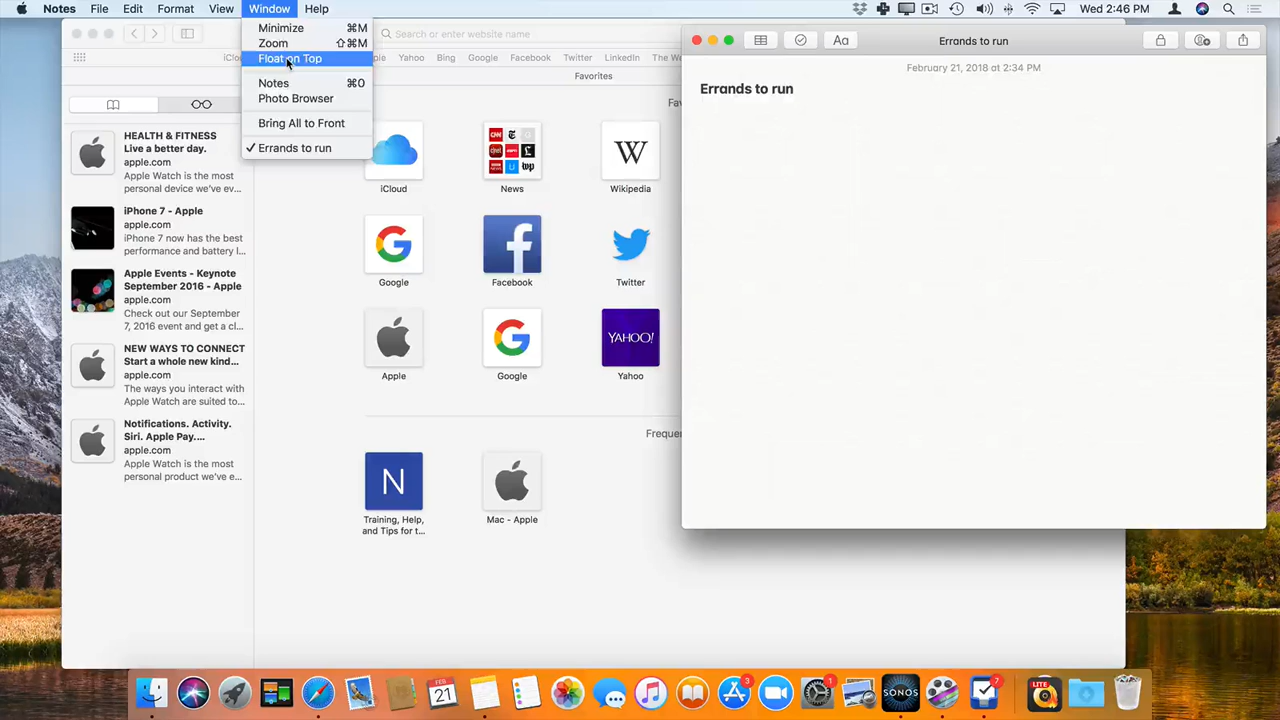 Notes File Edit Format View Window Help Wed 2:46 PM
Minimize ⌘M
Zoom ⇧⌘M
Float on Top
Notes ⌘0
Photo Browser
Bring All to Front
✓ Errands to run
Search or enter website name
Yahoo Bing Google Facebook Twitter LinkedIn
Favorites
HEALTH & FITNESS
Live a better day.
apple.com
Apple Watch is the most
personal device we've ev...
iPhone 7 - Apple
apple.com
iPhone 7 now has the best
performance and battery l...
Apple Events - Keynote
September 2016 - Apple
apple.com
Check out our September
7, 2016 event and get a cl...
NEW WAYS TO CONNECT
Start a whole new kind...
apple.com
The ways you interact with
Apple Watch are suited to...
Notifications. Activity.
Siri. Apple Pay....
apple.com
Apple Watch is the most
personal product we've e...
iCloud News Wikipedia
Google Facebook Twitter
YAHOO!
Apple Google Yahoo
N
Training, Help,
and Tips for t...
Mac - Apple
Errands to run
Aa
February 21, 2018 at 2:34 PM
Errands to run
FEB
21
3
1
SONOS
7
LITE